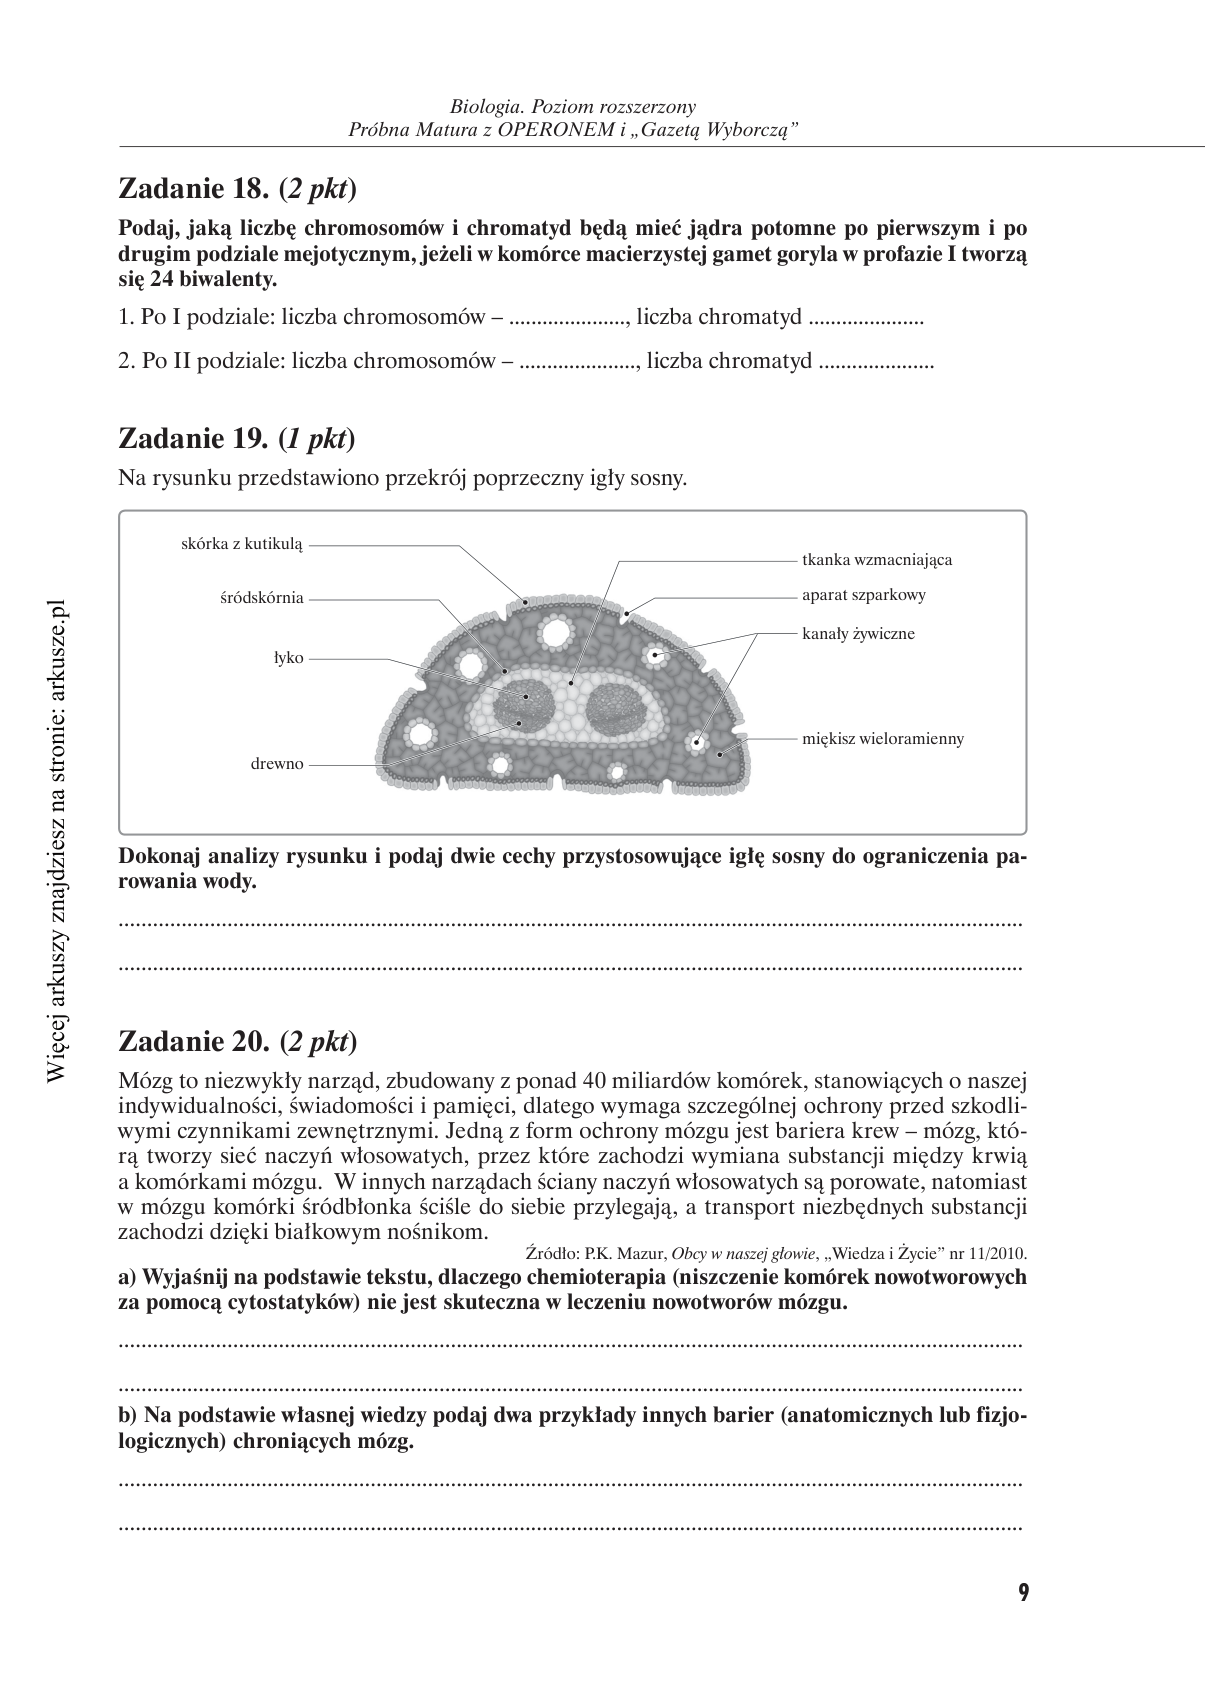 Biologia. Poziom rozszerzony
Próbna Matura z OPERONEM i „Gazetą Wyborczą”
Zadanie 18. (2 pkt)
Podaj, jaką liczbę chromosomów i chromatyd będą mieć jądra potomne po pierwszym i po
drugim podziale mejotycznym, jeżeli w komórce macierzystej gamet goryla w profazie I tworzą
się 24 biwalenty.
1. Po I podziale: liczba chromosomów – ....................., liczba chromatyd .....................
2. Po II podziale: liczba chromosomów – ....................., liczba chromatyd .....................
Zadanie 19. (1 pkt)
Na rysunku przedstawiono przekrój poprzeczny igły sosny.
skórka z kutikulą
tkanka wzmacniająca
śródskórnia
aparat szparkowy
kanały żywiczne
łyko
miękisz wieloramienny
drewno
Dokonaj analizy rysunku i podaj dwie cechy przystosowujące igłę sosny do ograniczenia pa-
rowania wody.
Zadanie 20. (2 pkt)
Mózg to niezwykły narząd, zbudowany z ponad 40 miliardów komórek, stanowiących o naszej
indywidualności, świadomości i pamięci, dlatego wymaga szczególnej ochrony przed szkodli-
wymi czynnikami zewnętrznymi. Jedną z form ochrony mózgu jest bariera krew – mózg, któ-
rą tworzy sieć naczyń włosowatych, przez które zachodzi wymiana substancji między krwią
a komórkami mózgu. W innych narządach ściany naczyń włosowatych są porowate, natomiast
w mózgu komórki śródbłonka ściśle do siebie przylegają, a transport niezbędnych substancji
zachodzi dzięki białkowym nośnikom.
Źródło: P.K. Mazur, Obcy w naszej głowie, „Wiedza i Życie” nr 11/2010.
a) Wyjaśnij na podstawie tekstu, dlaczego chemioterapia (niszczenie komórek nowotworowych
za pomocą cytostatyków) nie jest skuteczna w leczeniu nowotworów mózgu.
b) Na podstawie własnej wiedzy podaj dwa przykłady innych barier (anatomicznych lub fizjo-
logicznych) chroniących mózg.
9
Więcej arkuszy znajdziesz na stronie: arkusze.pl